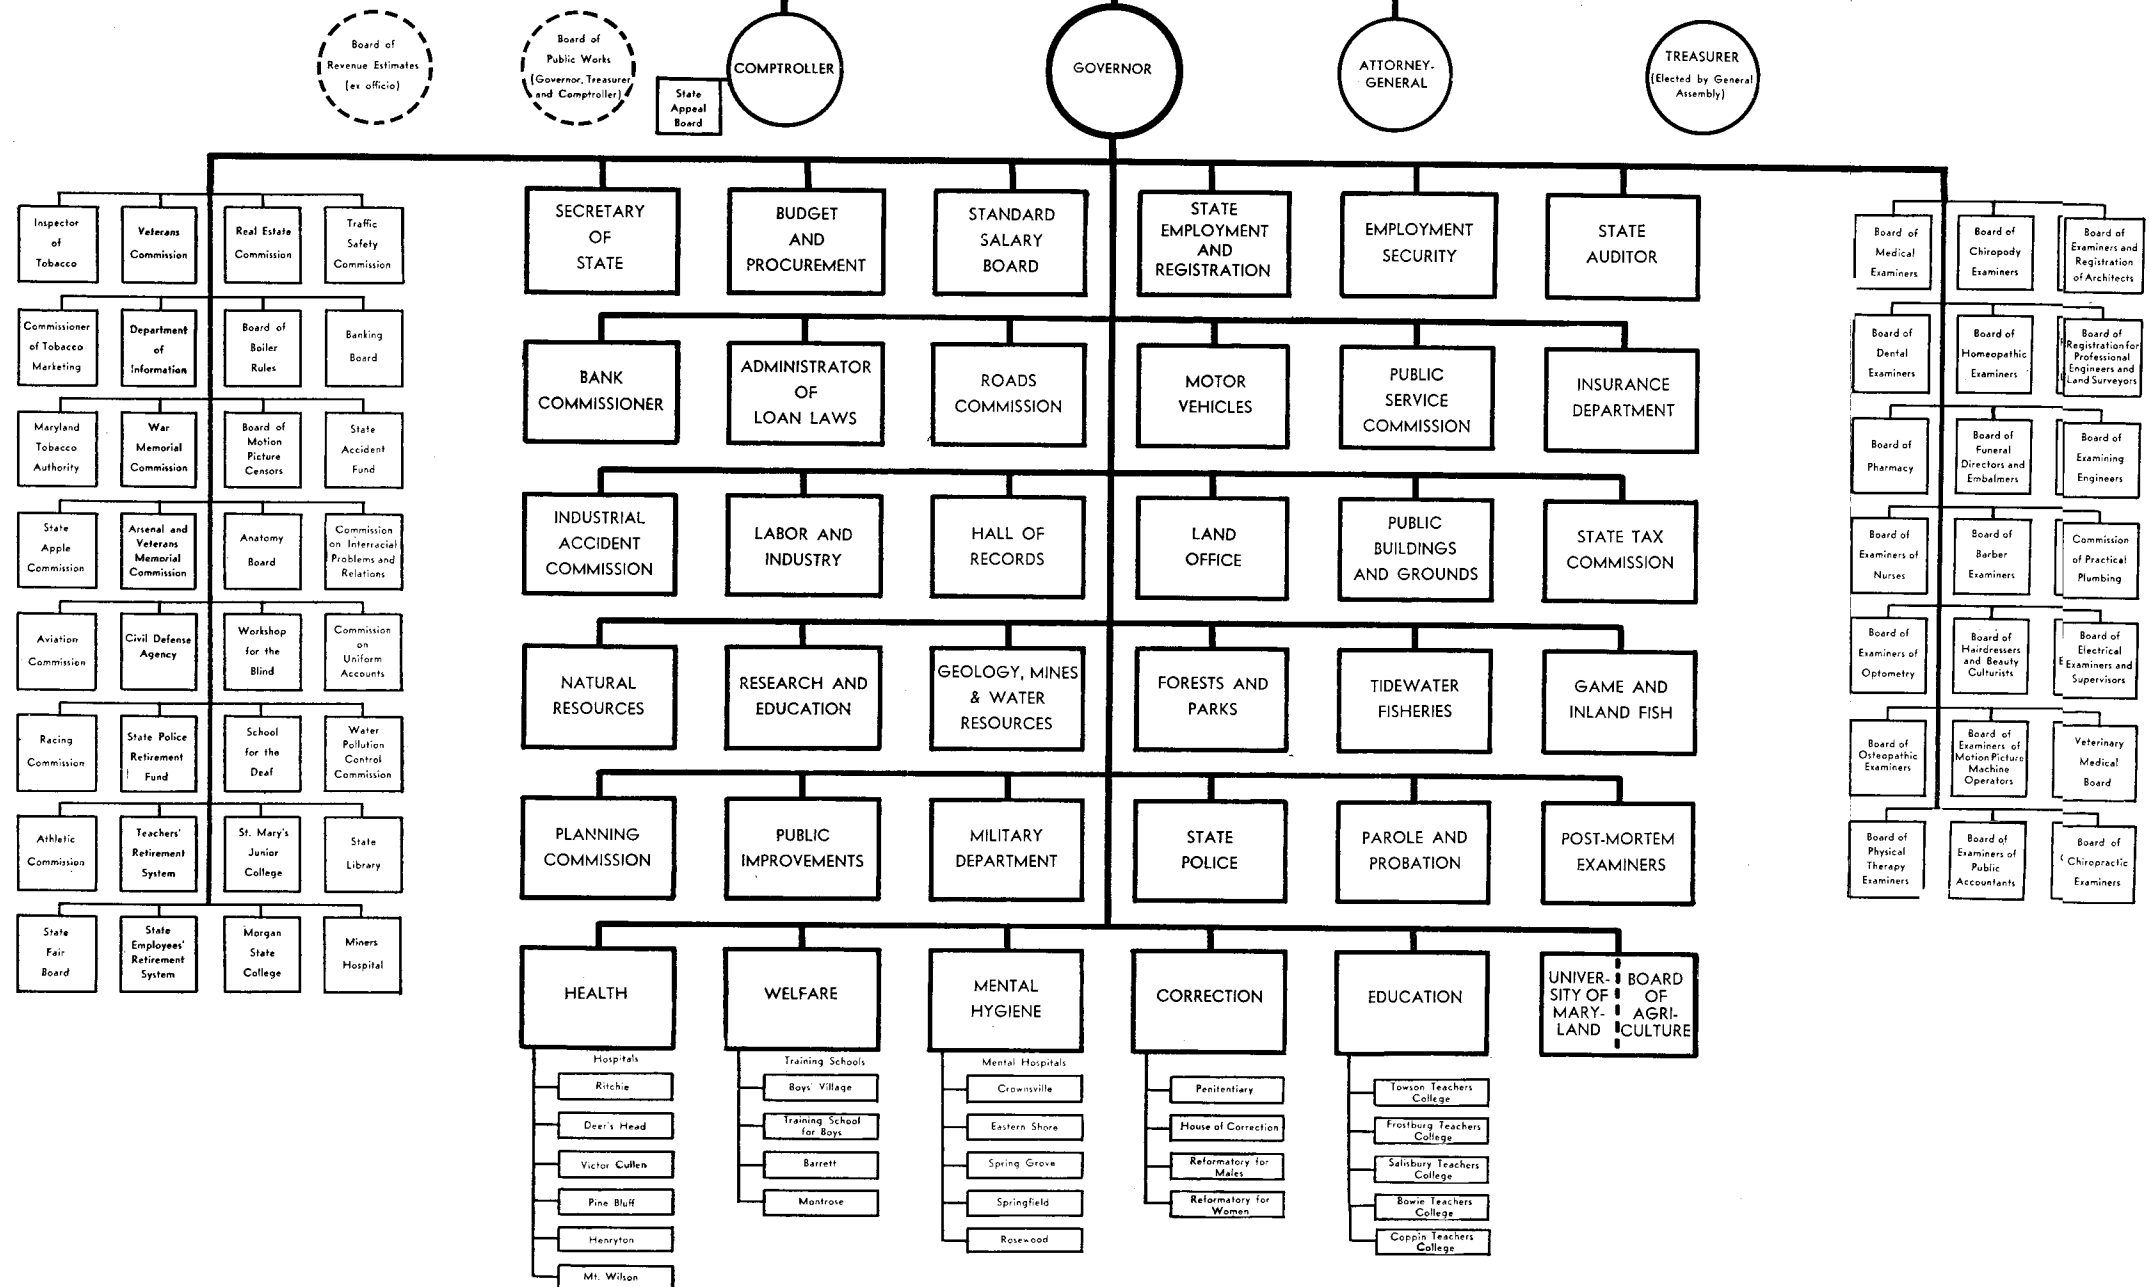 Board of
Revenue Estimates
(ex officio)
Board of
Public Works
(Governor, Treasurer
and Comptroller)
State
Appeal
Board
COMPTROLLER
GOVERNOR
ATTORNEY-
GENERAL
TREASURER
(Elected by General
Assembly)
Inspector
of
Tobacco
Veterans
Commission
Real Estate
Commission
Traffic
Safety
Commission
Commissioner
of Tobacco
Marketing
Department
of
Information
Board of
Boiler
Rules
Banking
Board
Maryland
Tobacco
Authority
War
Memorial
Commission
Board of
Motion
Picture
Censors
State
Accident
Fund
State
Apple
Commission
Arsenal and
Veterans
Memorial
Commission
Anatomy
Board
Commission
on Interracial
Problems and
Relations
Aviation
Commission
Civil Defense
Agency
Workshop
for the
Blind
Commission
on
Uniform
Accounts
Racing
Commission
State Police
Retirement
Fund
School
for the
Deaf
Water
Pollution
Control
Commission
Athletic
Commission
Teachers'
Retirement
System
St. Mary's
Junior
College
State
Library
State
Fair
Board
State
Employees'
Retirement
System
Morgan
State
College
Miners
Hospital
SECRETARY
OF
STATE
BUDGET
AND
PROCUREMENT
STANDARD
SALARY
BOARD
STATE
EMPLOYMENT
AND
REGISTRATION
EMPLOYMENT
SECURITY
STATE
AUDITOR
BANK
COMMISSIONER
ADMINISTRATOR
OF
LOAN LAWS
ROADS
COMMISSION
MOTOR
VEHICLES
PUBLIC
SERVICE
COMMISSION
INSURANCE
DEPARTMENT
INDUSTRIAL
ACCIDENT
COMMISSION
LABOR AND
INDUSTRY
HALL OF
RECORDS
LAND
OFFICE
PUBLIC
BUILDINGS
AND GROUNDS
STATE TAX
COMMISSION
NATURAL
RESOURCES
RESEARCH AND
EDUCATION
GEOLOGY, MINES
& WATER
RESOURCES
FORESTS AND
PARKS
TIDEWATER
FISHERIES
GAME AND
INLAND FISH
PLANNING
COMMISSION
PUBLIC
IMPROVEMENTS
MILITARY
DEPARTMENT
STATE
POLICE
PAROLE AND
PROBATION
POST-MORTEM
EXAMINERS
HEALTH
WELFARE
MENTAL
HYGIENE
CORRECTION
EDUCATION
UNIVER-
SITY OF
MARY-
LAND
BOARD
OF
AGRI-
CULTURE
Hospitals
Ritchie
Deer's Head
Victor Cullen
Pine Bluff
Henryton
Mt. Wilson
Training Schools
Boys' Village
Training School
for Boys
Barrett
Montrose
Mental Hospitals
Crownsville
Eastern Shore
Spring Grove
Springfield
Rosewood
Penitentiary
House of Correction
Reformatory for
Males
Reformatory for
Women
Towson Teachers
College
Frostburg Teachers
College
Salisbury Teachers
College
Bowie Teachers
College
Coppin Teachers
College
Board of
Medical
Examiners
Board of
Chiropody
Examiners
Board of
Examiners and
Registration
of Architects
Board of
Dental
Examiners
Board of
Homeopathic
Examiners
Board of
Registration for
Professional
Engineers and
Land Surveyors
Board of
Pharmacy
Board of
Funeral
Directors and
Embalmers
Board of
Examining
Engineers
Board of
Examiners of
Nurses
Board of
Barber
Examiners
Commission
of Practical
Plumbing
Board of
Examiners of
Optometry
Board of
Hairdressers
and Beauty
Culturists
Board of
Electrical
Examiners and
Supervisors
Board of
Osteopathic
Examiners
Board of
Examiners of
Motion Picture
Machine
Operators
Veterinary
Medical
Board
Board of
Physical
Therapy
Examiners
Board of
Examiners of
Public
Accountants
Board of
Chiropractic
Examiners